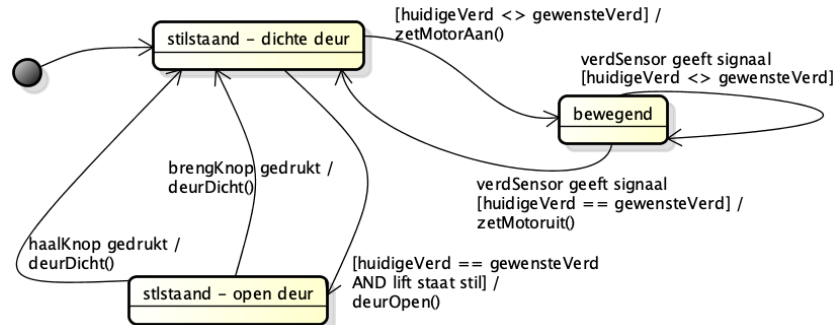 [huidigeVerd <> gewensteVerd] /
zetMotorAan()
stilstaand - dichte deur
verdSensor geeft signaal
[huidigeVerd <> gewensteVerd]
bewegend
brengKnop gedrukt /
deurDicht()
verdSensor geeft signaal
[huidigeVerd == gewensteVerd] /
zetMotoruit()
haalKnop gedrukt /
deurDicht()
[huidigeVerd == gewensteVerd
AND lift staat stil] /
deurOpen()
stlstaand - open deur